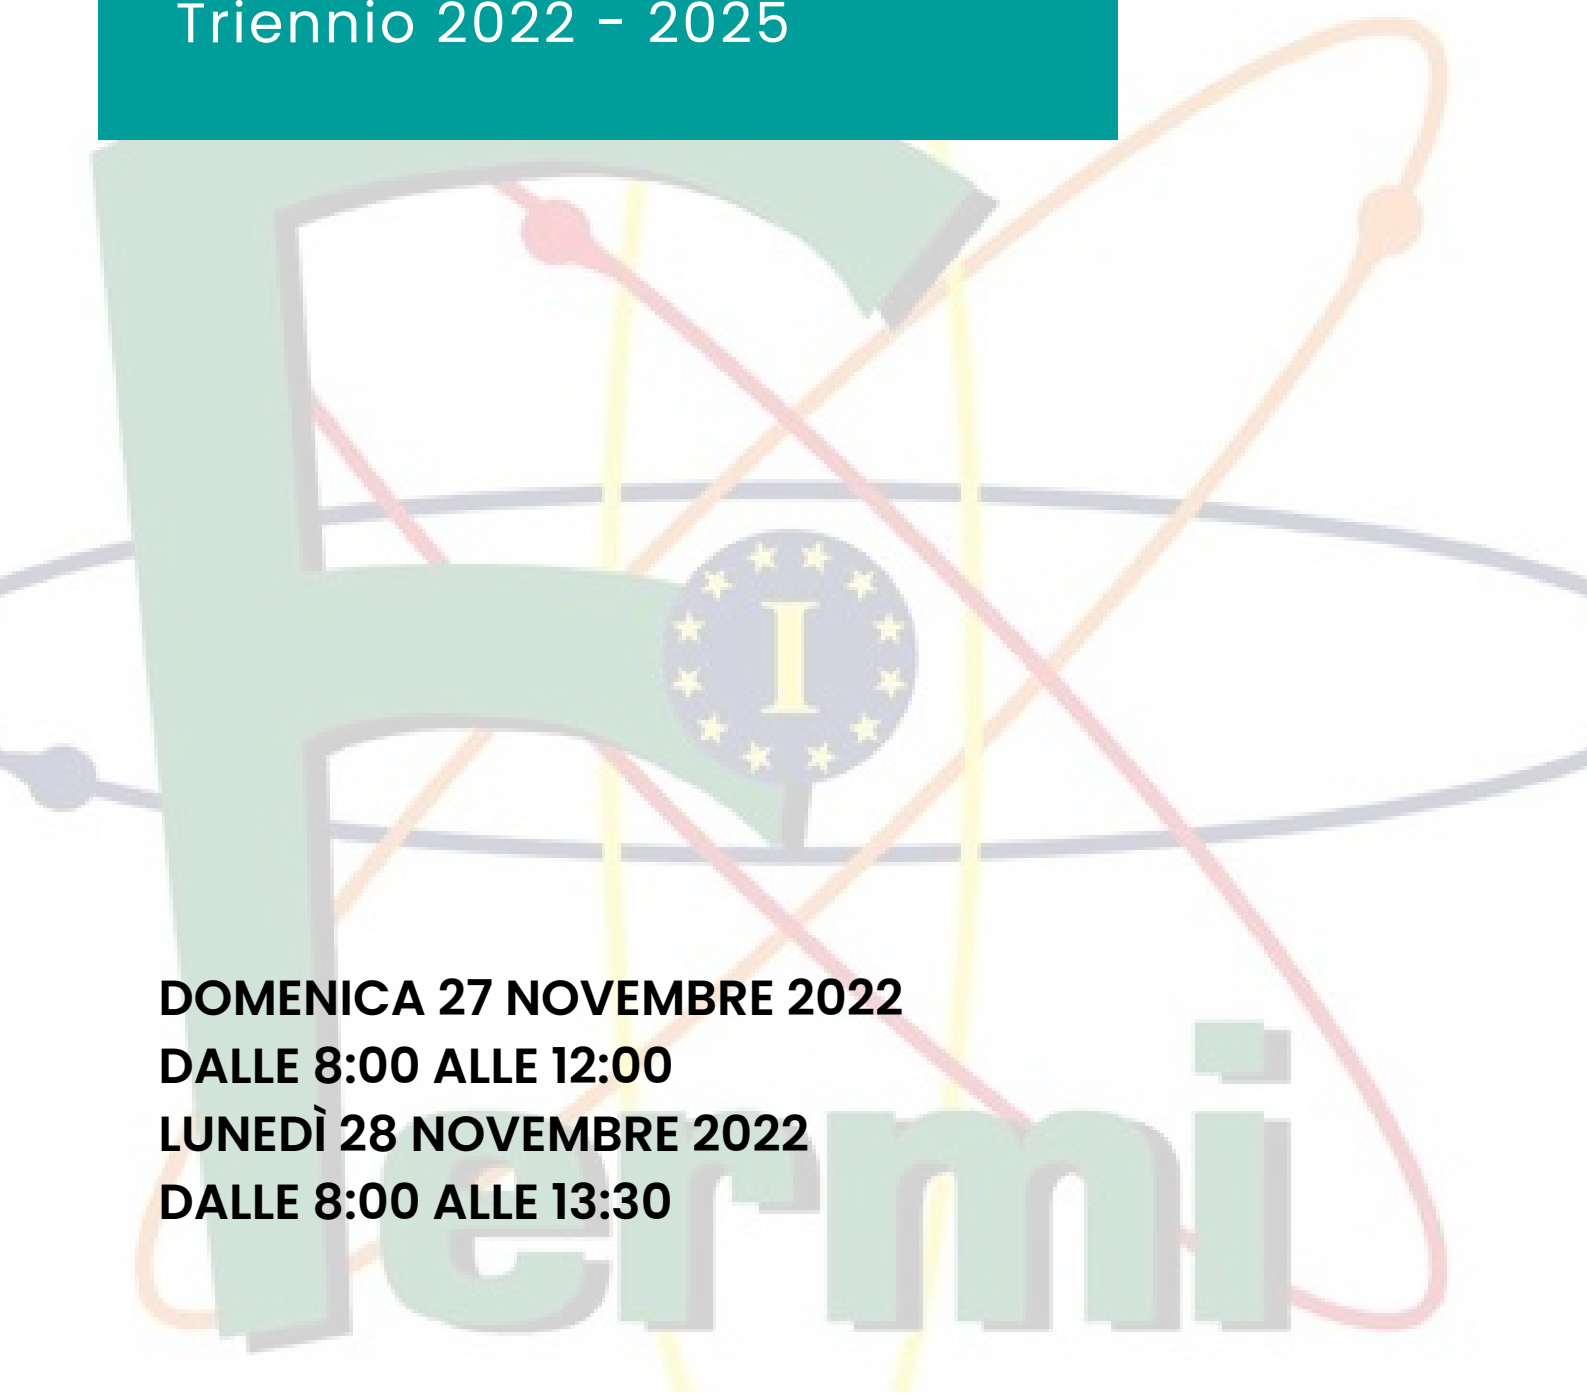 Triennio 2022 - 2025
I
DOMENICA 27 NOVEMBRE 2022
DALLE 8:00 ALLE 12:00
LUNEDÌ 28 NOVEMBRE 2022
DALLE 8:00 ALLE 13:30
Fermi